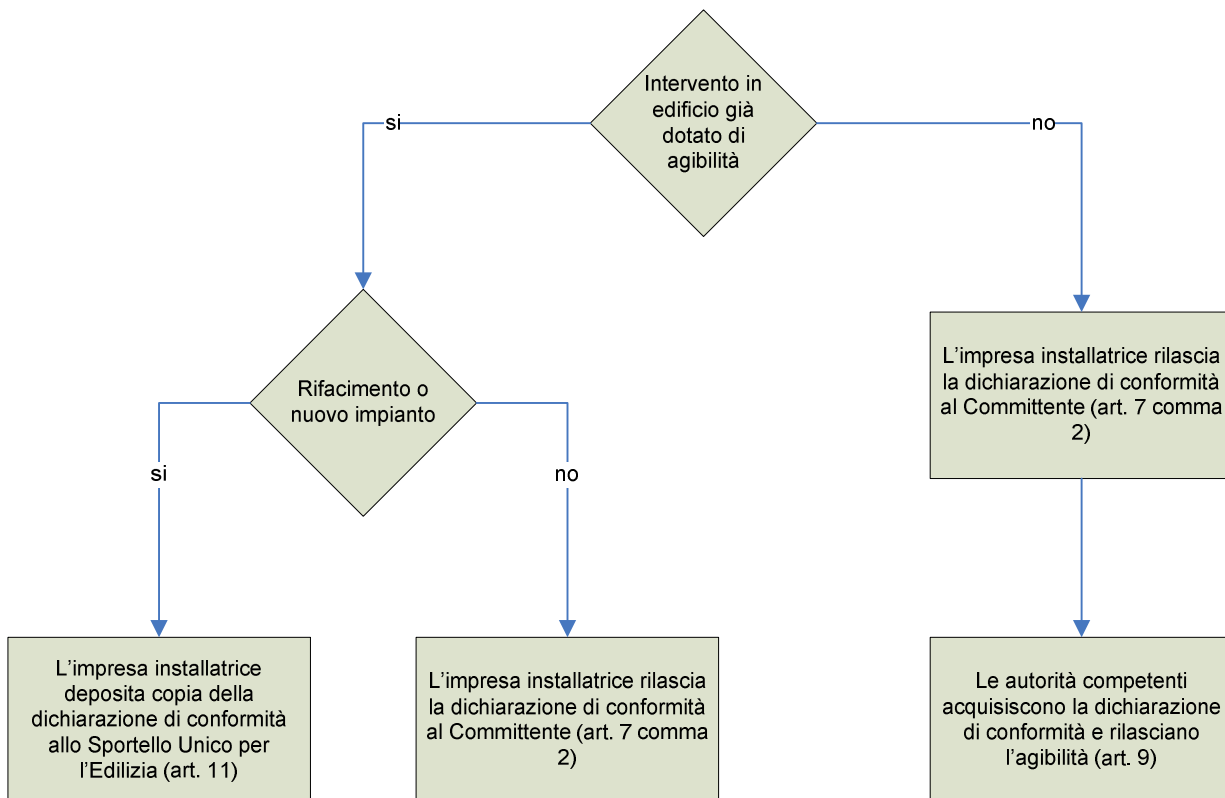 Intervento in
edificio già
dotato di
agibilità
si
no
Rifacimento o
nuovo impianto
L'impresa installatrice rilascia
la dichiarazione di conformità
al Committente (art. 7 comma
2)
si
no
L'impresa installatrice
deposita copia della
dichiarazione di conformità
allo Sportello Unico per
l'Edilizia (art. 11)
L'impresa installatrice rilascia
la dichiarazione di conformità
al Committente (art. 7 comma
2)
Le autorità competenti
acquisiscono la dichiarazione
di conformità e rilasciano
l'agibilità (art. 9)